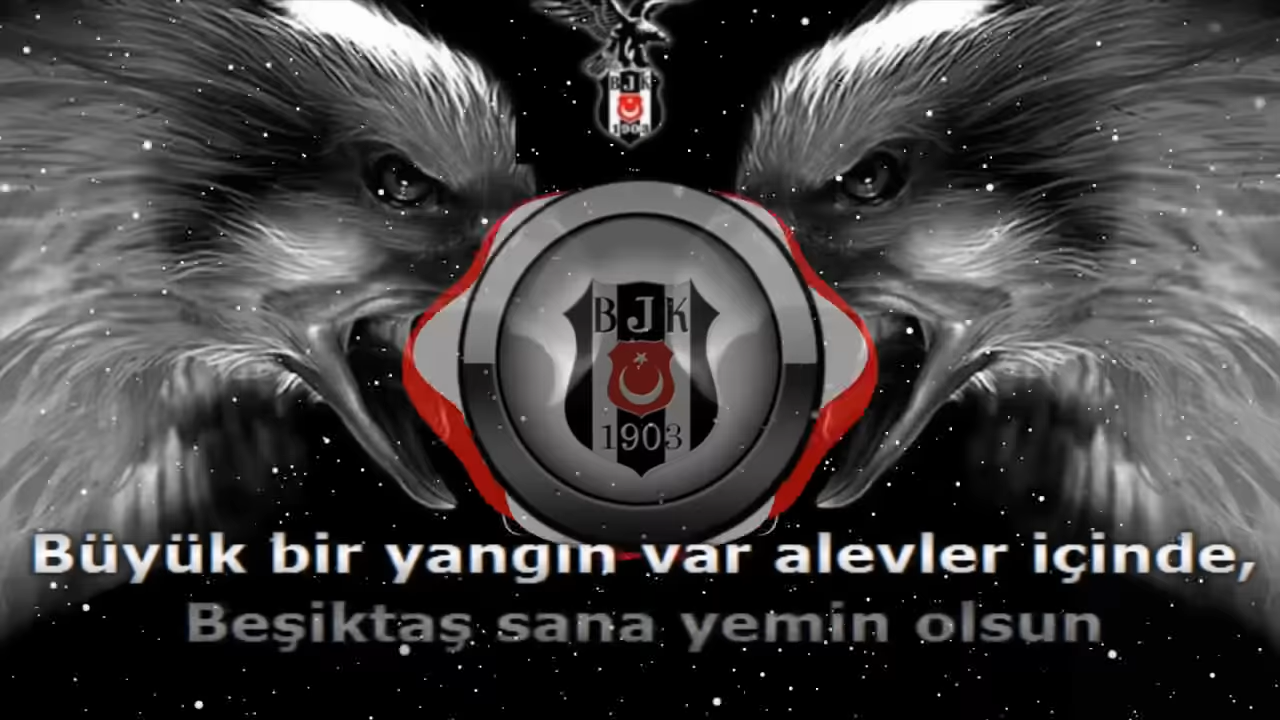 BJK
1903
BJK
1903
Büyük bir yangın var alevler içinde,
Beşiktaş sana yemin olsun